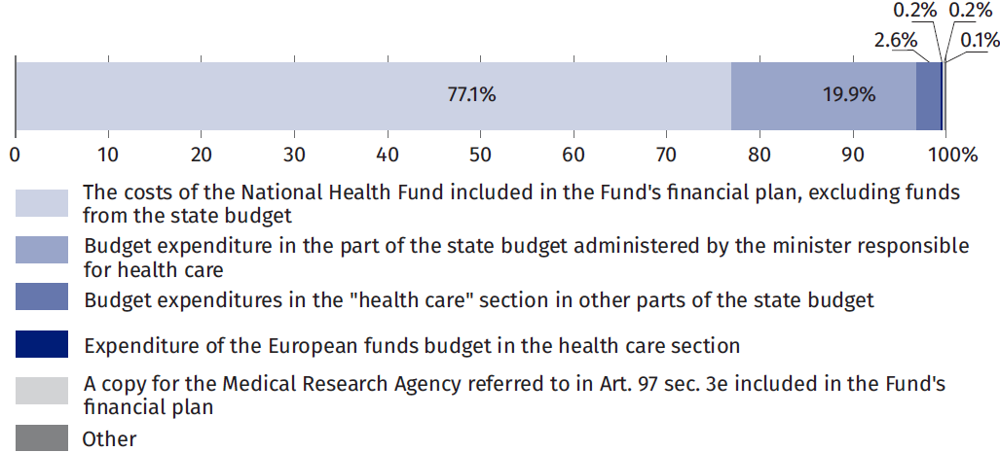 0.2% 0.2%
2.6% 0.1%
77.1% 19.9%
0 10 20 30 40 50 60 70 80 90 100%
The costs of the National Health Fund included in the Fund's financial plan, excluding funds
from the state budget
Budget expenditure in the part of the state budget administered by the minister responsible
for health care
Budget expenditures in the "health care" section in other parts of the state budget
Expenditure of the European funds budget in the health care section
A copy for the Medical Research Agency referred to in Art. 97 sec. 3e included in the Fund's
financial plan
Other